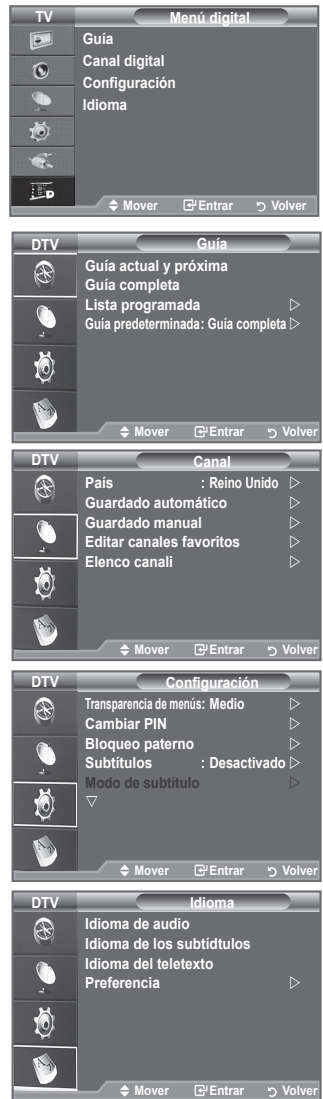 TV Menú digital
Guía
Canal digital
Configuración
Idioma
Mover Entrar Volver
DTV Guía
Guía actual y próxima
Guía completa
Lista programada
Guía predeterminada: Guía completa
Mover Entrar Volver
DTV Canal
País : Reino Unido
Guardado automático
Guardado manual
Editar canales favoritos
Elenco canali
Mover Entrar Volver
DTV Configuración
Transparencia de menús: Medio
Cambiar PIN
Bloqueo paterno
Subtítulos : Desactivado
Modo de subtítulo
Mover Entrar Volver
DTV Idioma
Idioma de audio
Idioma de los subtídtulos
Idioma del teletexto
Preferencia
Mover Entrar Volver